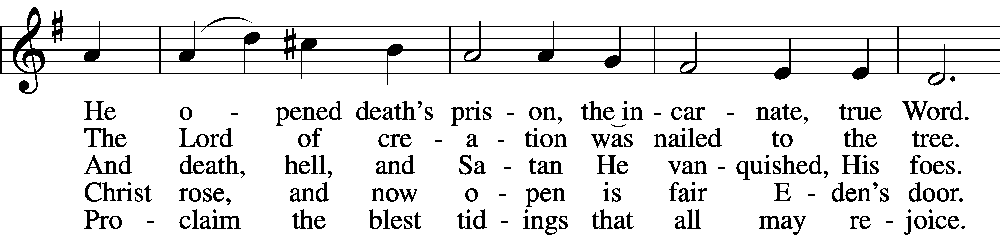 He o - pened death’s pris - on, the in - car - nate, true Word.
The Lord of cre - a - tion was nailed to the tree.
And death, hell, and Sa - tan He van - quished, His foes.
Christ rose, and now o - pen is fair E - den’s door.
Pro - claim the blest tid - ings that all may re - joice.